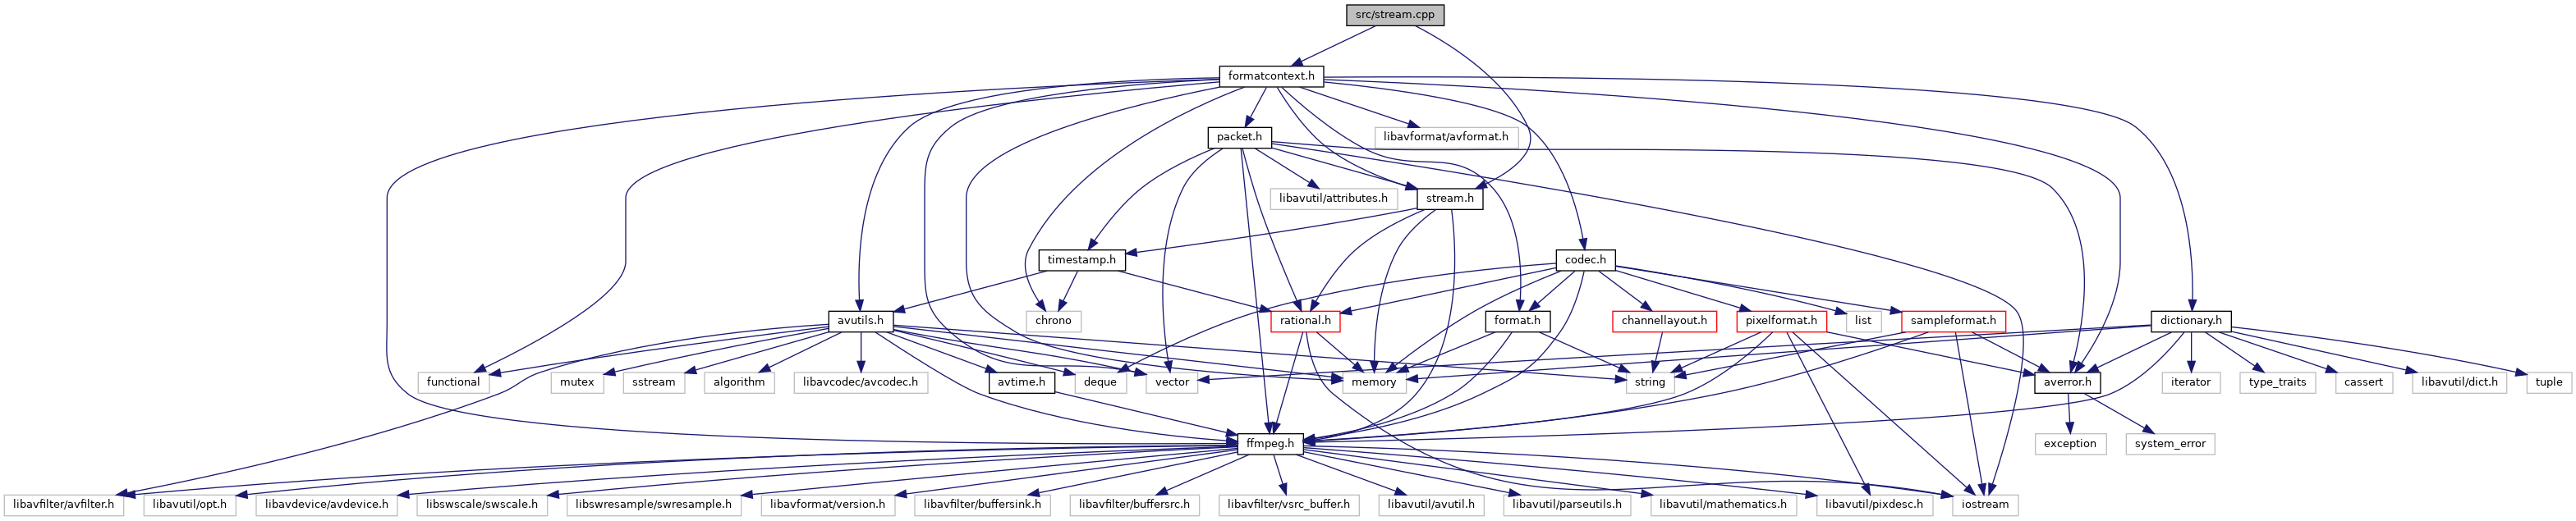 src/stream.cpp
formatcontext.h
packet.h
libavformat/avformat.h
libavutil/attributes.h
stream.h
timestamp.h
codec.h
avutils.h
chrono
rational.h
format.h
channellayout.h
pixelformat.h
list
sampleformat.h
dictionary.h
functional
mutex
sstream
algorithm
libavcodec/avcodec.h
avtime.h
deque
vector
memory
string
averror.h
iterator
type_traits
cassert
libavutil/dict.h
tuple
ffmpeg.h
exception
system_error
libavfilter/avfilter.h
libavutil/opt.h
libavdevice/avdevice.h
libswscale/swscale.h
libswresample/swresample.h
libavformat/version.h
libavfilter/buffersink.h
libavfilter/buffersrc.h
libavfilter/vsrc_buffer.h
libavutil/avutil.h
libavutil/parseutils.h
libavutil/mathematics.h
libavutil/pixdesc.h
iostream